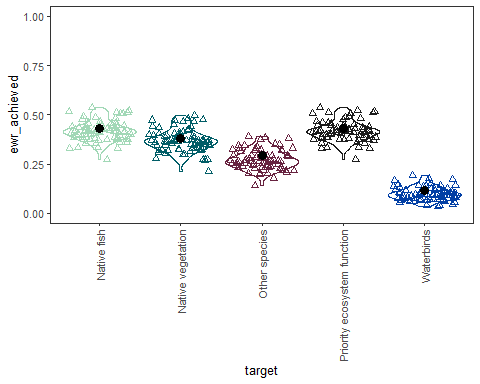 1.00
0.75
0.50
0.25
0.00
ewr_achieved
Native fish
Native vegetation
Other species
Priority ecosystem function
Waterbirds
target